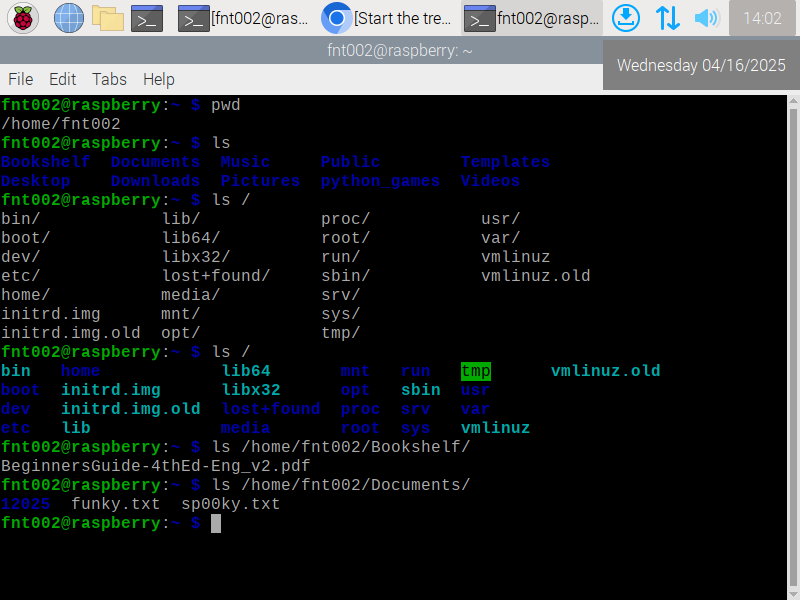 [fnt002@ras... [Start the tre... fnt002@rasp... 14:02
fnt002@raspberry: ~
Wednesday 04/16/2025
File Edit Tabs Help
fnt002@raspberry:~ $ pwd
/home/fnt002
fnt002@raspberry:~ $ ls
Bookshelf Documents Music Public Templates
Desktop Downloads Pictures python_games Videos
fnt002@raspberry:~ $ ls /
bin/ lib/ proc/ usr/
boot/ lib64/ root/ var/
dev/ libx32/ run/ vmlinuz
etc/ lost+found/ sbin/ vmlinuz.old
home/ media/ srv/
initrd.img mnt/ sys/
initrd.img.old opt/ tmp/
fnt002@raspberry:~ $ ls /
bin home lib64 mnt run tmp vmlinuz.old
boot initrd.img libx32 opt sbin usr
dev initrd.img.old lost+found proc srv var
etc lib media root sys vmlinuz
fnt002@raspberry:~ $ ls /home/fnt002/Bookshelf/
BeginnersGuide-4thEd-Eng_v2.pdf
fnt002@raspberry:~ $ ls /home/fnt002/Documents/
12025 funky.txt sp00ky.txt
fnt002@raspberry:~ $